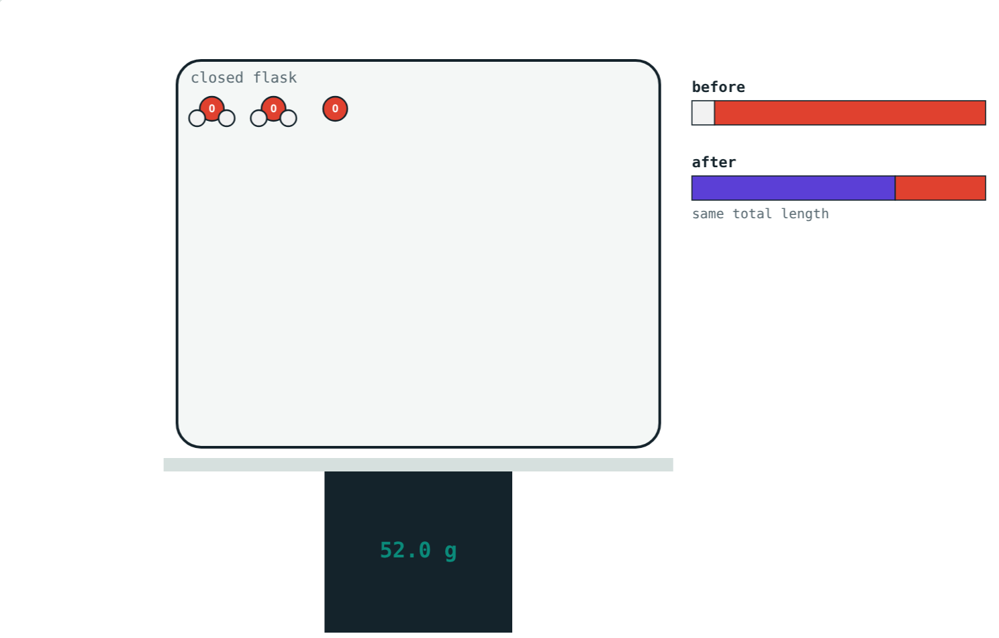 closed flask
O O O
before
after
same total length
52.0 g